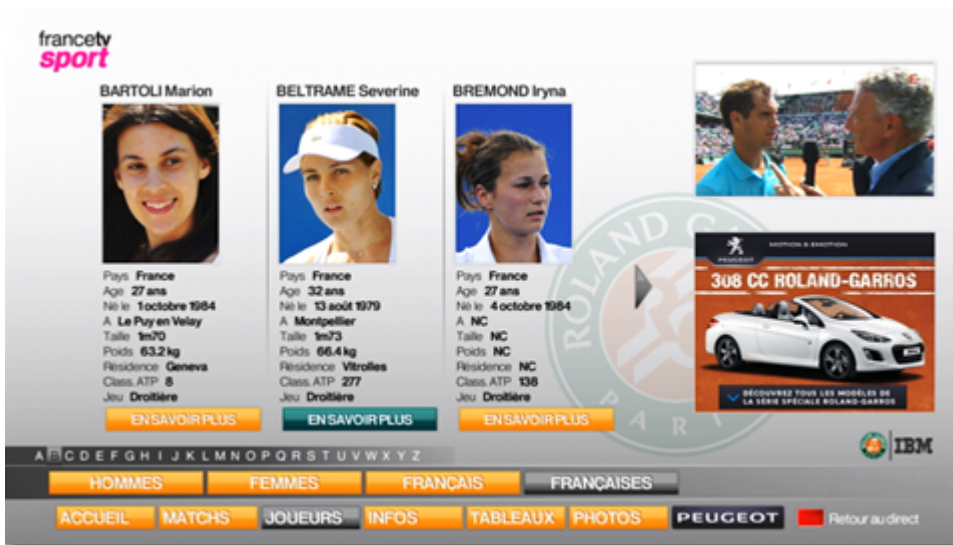 francetv
sport
BARTOLI Marion
BELTRAME Severine
BREMOND Iryna
Pays France
Age 27 ans
Né le 1 octobre 1984
A Le Puy en Velay
Taille 1m70
Poids 63.2 kg
Résidence Geneva
Class. ATP 8
Jeu Droitière
EN SAVOIR PLUS
Pays France
Age 32 ans
Né le 13 août 1979
A Montpellier
Taille 1m73
Poids 66.4 kg
Résidence Vitrolles
Class. ATP 277
Jeu Droitière
EN SAVOIR PLUS
Pays France
Age 27 ans
Né le 4 octobre 1984
A NC
Taille NC
Poids NC
Résidence NC
Class. ATP 138
Jeu Droitière
EN SAVOIR PLUS
ROLAND G
PARI
PEUGEOT
MOTION & EMOTION
308 CC ROLAND-GARROS
DÉCOUVREZ TOUS LES MODÈLES DE
LA SÉRIE SPÉCIALE ROLAND-GARROS
IBM
A B C D E F G H I J K L M N O P Q R S T U V W X Y Z
HOMMES
FEMMES
FRANÇAIS
FRANÇAISES
ACCUEIL
MATCHS
JOUEURS
INFOS
TABLEAUX
PHOTOS
PEUGEOT
Retour au direct